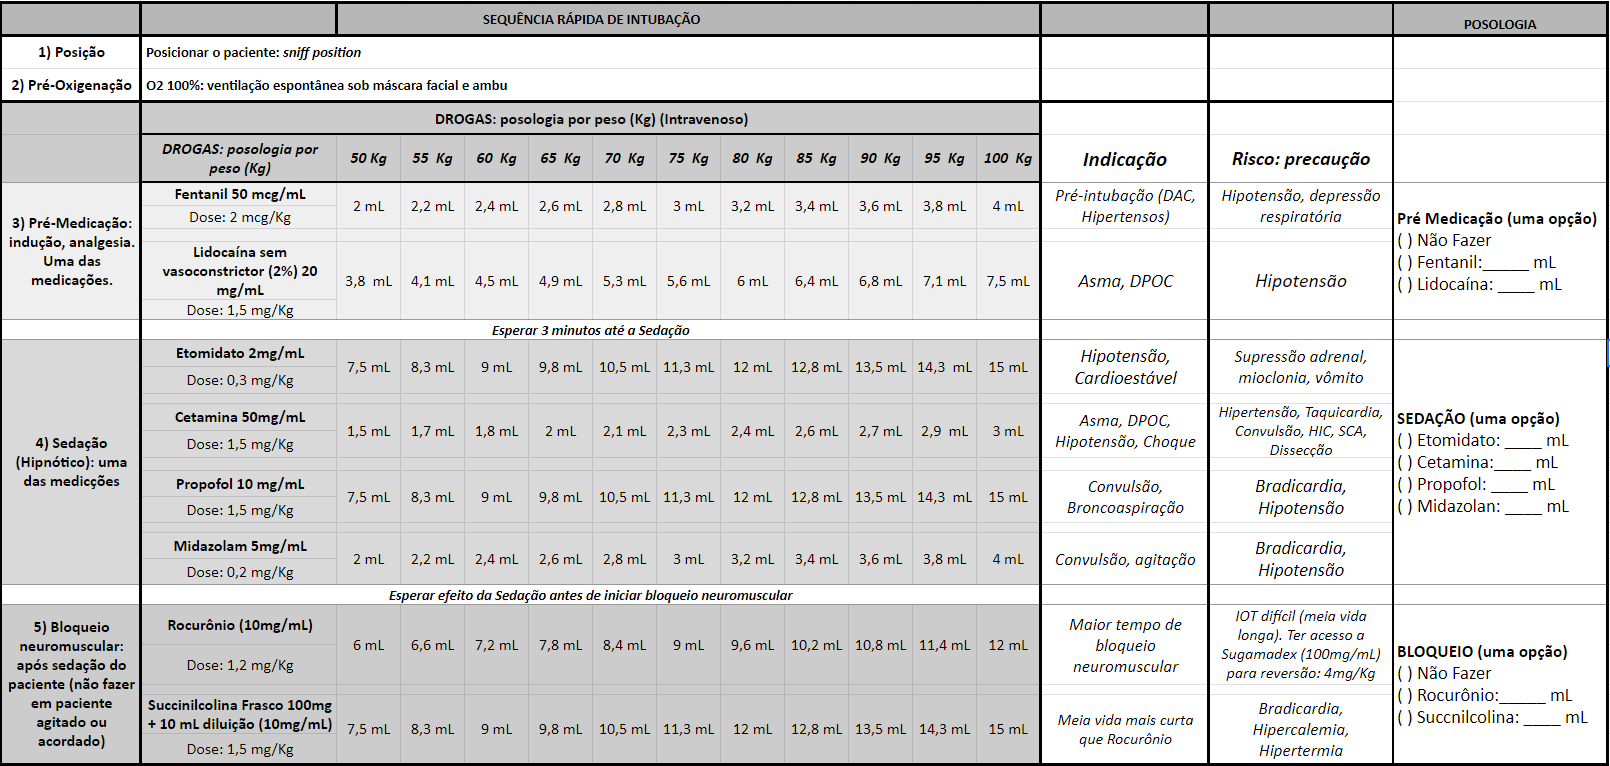 SEQUÊNCIA RÁPIDA DE INTUBAÇÃO
POSOLOGIA
1) Posição
Posicionar o paciente: sniff position
2) Pré-Oxigenação
O2 100%: ventilação espontânea sob máscara facial e ambu
DROGAS: posologia por peso (Kg) (Intravenoso)
DROGAS: posologia por
peso (Kg)
50 Kg 55 Kg 60 Kg 65 Kg 70 Kg 75 Kg 80 Kg 85 Kg 90 Kg 95 Kg 100 Kg
Indicação
Risco: precaução
3) Pré-Medicação:
indução, analgesia.
Uma das
medicações.
Fentanil 50 mcg/mL
Dose: 2 mcg/Kg
2 mL 2,2 mL 2,4 mL 2,6 mL 2,8 mL 3 mL 3,2 mL 3,4 mL 3,6 mL 3,8 mL 4 mL
Pré-intubação (DAC,
Hipertensos)
Hipotensão, depressão
respiratória
Lidocaína sem
vasoconstrictor (2%) 20
mg/mL
Dose: 1,5 mg/Kg
3,8 mL 4,1 mL 4,5 mL 4,9 mL 5,3 mL 5,6 mL 6 mL 6,4 mL 6,8 mL 7,1 mL 7,5 mL
Asma, DPOC
Hipotensão
Pré Medicação (uma opção)
( ) Não Fazer
( ) Fentanil:_____ mL
( ) Lidocaína: ____ mL
Esperar 3 minutos até a Sedação
4) Sedação
(Hipnótico): uma
das medicções
Etomidato 2mg/mL
Dose: 0,3 mg/Kg
7,5 mL 8,3 mL 9 mL 9,8 mL 10,5 mL 11,3 mL 12 mL 12,8 mL 13,5 mL 14,3 mL 15 mL
Hipotensão,
Cardioestável
Supressão adrenal,
mioclonia, vômito
Cetamina 50mg/mL
Dose: 1,5 mg/Kg
1,5 mL 1,7 mL 1,8 mL 2 mL 2,1 mL 2,3 mL 2,4 mL 2,6 mL 2,7 mL 2,9 mL 3 mL
Asma, DPOC,
Hipotensão, Choque
Hipertensão, Taquicardia,
Convulsão, HIC, SCA,
Dissecção
Propofol 10 mg/mL
Dose: 1,5 mg/Kg
7,5 mL 8,3 mL 9 mL 9,8 mL 10,5 mL 11,3 mL 12 mL 12,8 mL 13,5 mL 14,3 mL 15 mL
Convulsão,
Broncoaspiração
Bradicardia,
Hipotensão
Midazolam 5mg/mL
Dose: 0,2 mg/Kg
2 mL 2,2 mL 2,4 mL 2,6 mL 2,8 mL 3 mL 3,2 mL 3,4 mL 3,6 mL 3,8 mL 4 mL
Convulsão, agitação
Bradicardia,
Hipotensão
SEDAÇÃO (uma opção)
( ) Etomidato: ____ mL
( ) Cetamina:____ mL
( ) Propofol: ____ mL
( ) Midazolan: ____ mL
Esperar efeito da Sedação antes de iniciar bloqueio neuromuscular
5) Bloqueio
neuromuscular:
após sedação do
paciente (não fazer
em paciente
agitado ou
acordado)
Rocurônio (10mg/mL)
Dose: 1,2 mg/Kg
6 mL 6,6 mL 7,2 mL 7,8 mL 8,4 mL 9 mL 9,6 mL 10,2 mL 10,8 mL 11,4 mL 12 mL
Maior tempo de
bloqueio
neuromuscular
IOT difícil (meia vida
longa). Ter acesso a
Sugamadex (100mg/mL)
para reversão: 4mg/Kg
Succinilcolina Frasco 100mg
+ 10 mL diluição (10mg/mL)
Dose: 1,5 mg/Kg
7,5 mL 8,3 mL 9 mL 9,8 mL 10,5 mL 11,3 mL 12 mL 12,8 mL 13,5 mL 14,3 mL 15 mL
Meia vida mais curta
que Rocurônio
Bradicardia,
Hipercalemia,
Hipertermia
BLOQUEIO (uma opção)
( ) Não Fazer
( ) Rocurônio:_____ mL
( ) Succnilcolina: ____ mL